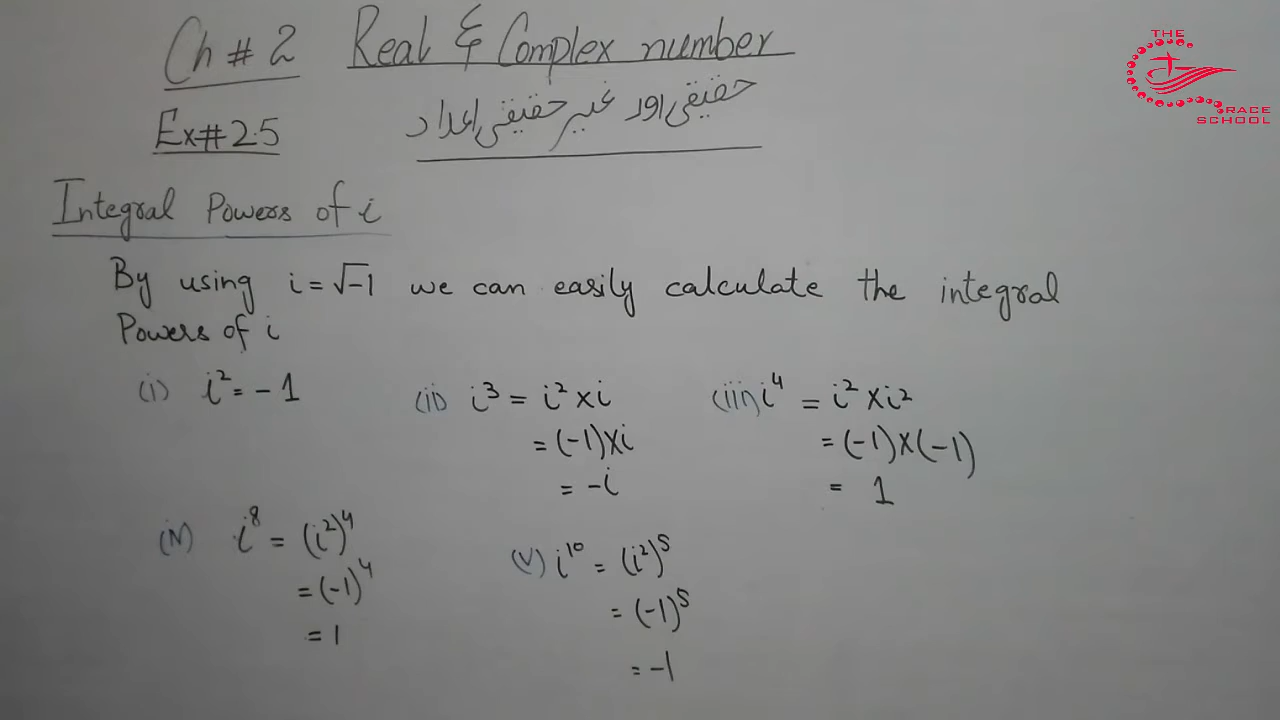 Ch # 2 Real & Complex number
حقیقی اور غیر حقیقی اعداد
Ex# 2.5
THE
GRACE
SCHOOL
Integral Powers of i
By using i = √-1 we can easily calculate the integral
Powers of i
(i) i² = - 1
(ii) i³ = i² x i
= (-1) x i
= -i
(iii) i⁴ = i² x i²
= (-1) x (-1)
= 1
(iv) i⁸ = (i²)⁴
= (-1)⁴
= 1
(v) i¹⁰ = (i²)⁵
= (-1)⁵
= -1